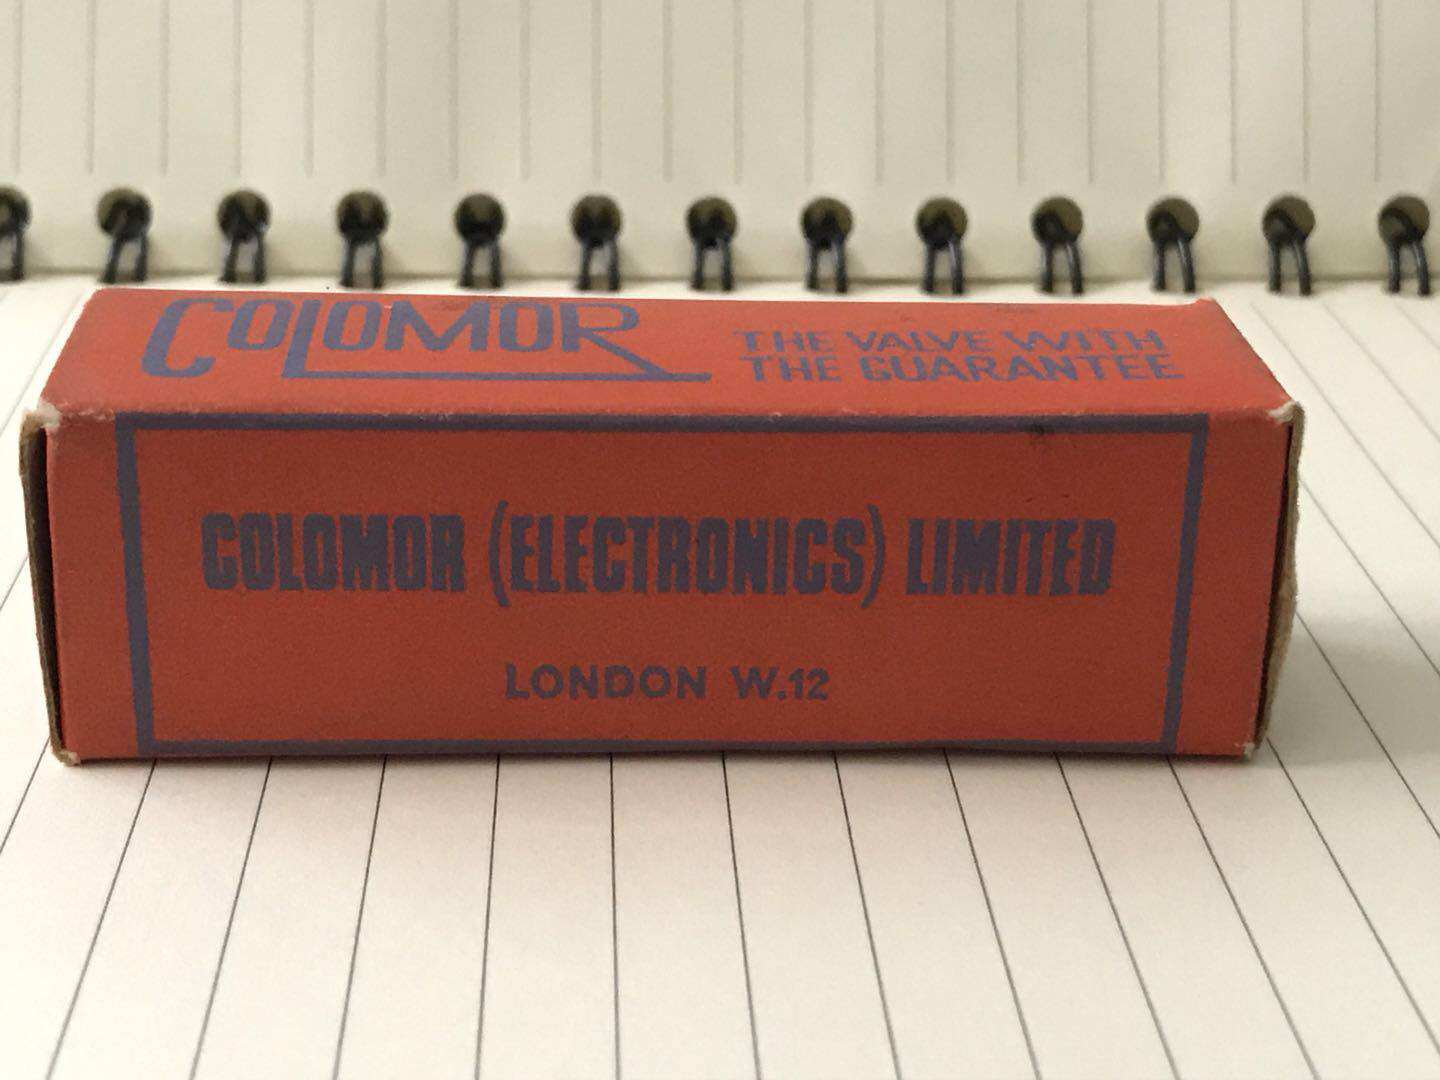 COLOMOR
THE VALVE WITH
THE GUARANTEE
COLOMOR (ELECTRONICS) LIMITED
LONDON W.12